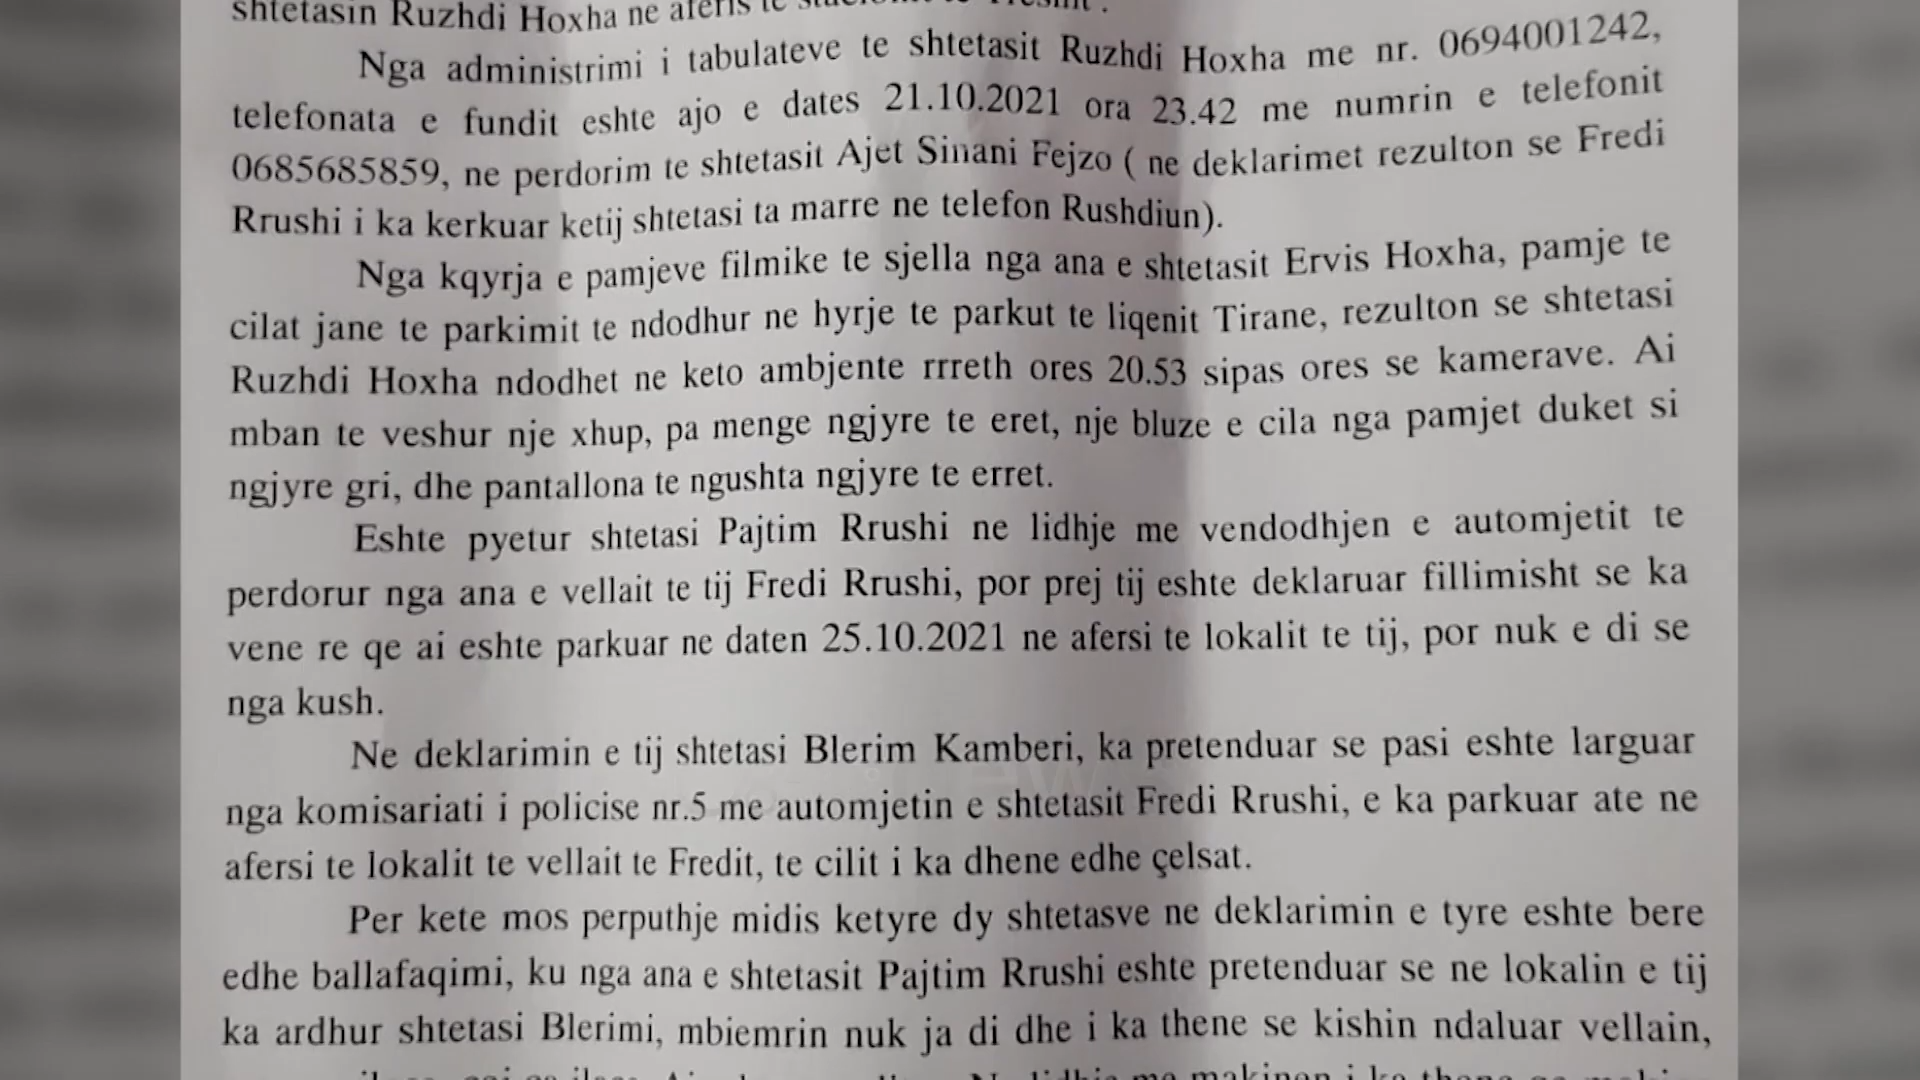 shtetasin Ruzhdi Hoxha ne aferis te
Nga administrimi i tabulateve te shtetasit Ruzhdi Hoxha me nr. 0694001242,
telefonata e fundit eshte ajo e dates 21.10.2021 ora 23.42 me numrin e telefonit
0685685859, ne perdorim te shtetasit Ajet Sinani Fejzo ( ne deklarimet rezulton se Fredi
Rrushi i ka kerkuar ketij shtetasi ta marre ne telefon Rushdiun).
Nga kqyrja e pamjeve filmike te sjella nga ana e shtetasit Ervis Hoxha, pamje te
cilat jane te parkimit te ndodhur ne hyrje te parkut te liqenit Tirane, rezulton se shtetasi
Ruzhdi Hoxha ndodhet ne keto ambjente rrreth ores 20.53 sipas ores se kamerave. Ai
mban te veshur nje xhup, pa menge ngjyre te eret, nje bluze e cila nga pamjet duket si
ngjyre gri, dhe pantallona te ngushta ngjyre te erret.
Eshte pyetur shtetasi Pajtim Rrushi ne lidhje me vendodhjen e automjetit te
perdorur nga ana e vellait te tij Fredi Rrushi, por prej tij eshte deklaruar fillimisht se ka
vene re qe ai eshte parkuar ne daten 25.10.2021 ne afersi te lokalit te tij, por nuk e di se
nga kush.
Ne deklarimin e tij shtetasi Blerim Kamberi, ka pretenduar se pasi eshte larguar
nga komisariati i policise nr.5 me automjetin e shtetasit Fredi Rrushi, e ka parkuar ate ne
afersi te lokalit te vellait te Fredit, te cilit i ka dhene edhe çelsat.
Per kete mos perputhje midis ketyre dy shtetasve ne deklarimin e tyre eshte bere
edhe ballafaqimi, ku nga ana e shtetasit Pajtim Rrushi eshte pretenduar se ne lokalin e tij
ka ardhur shtetasi Blerimi, mbiemrin nuk ja di dhe i ka thene se kishin ndaluar vellain,